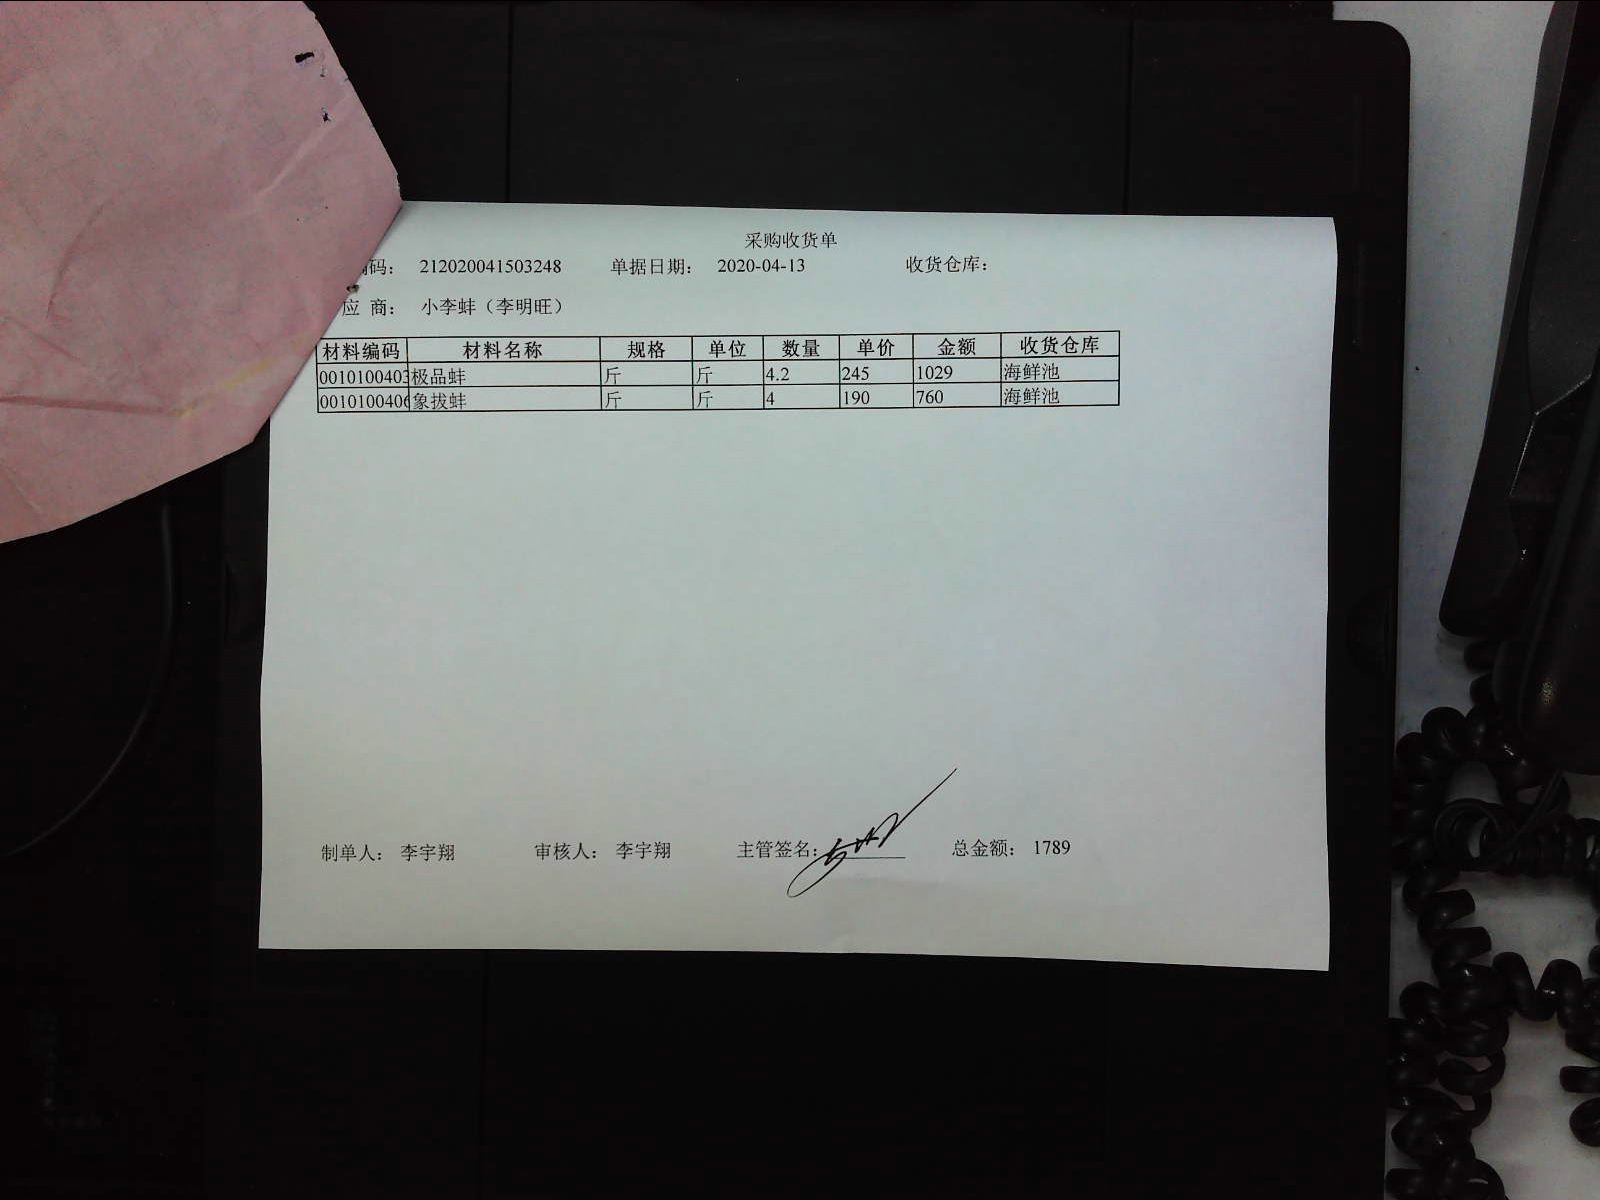 采购收货单
码： 212020041503248 单据日期： 2020-04-13 收货仓库：
应 商： 小李蚌（李明旺）
材料编码 材料名称 规格 单位 数量 单价 金额 收货仓库
0010100403 极品蚌 斤 斤 4.2 245 1029 海鲜池
0010100406 象拔蚌 斤 斤 4 190 760 海鲜池
制单人： 李宇翔 审核人： 李宇翔 主管签名： 总金额： 1789